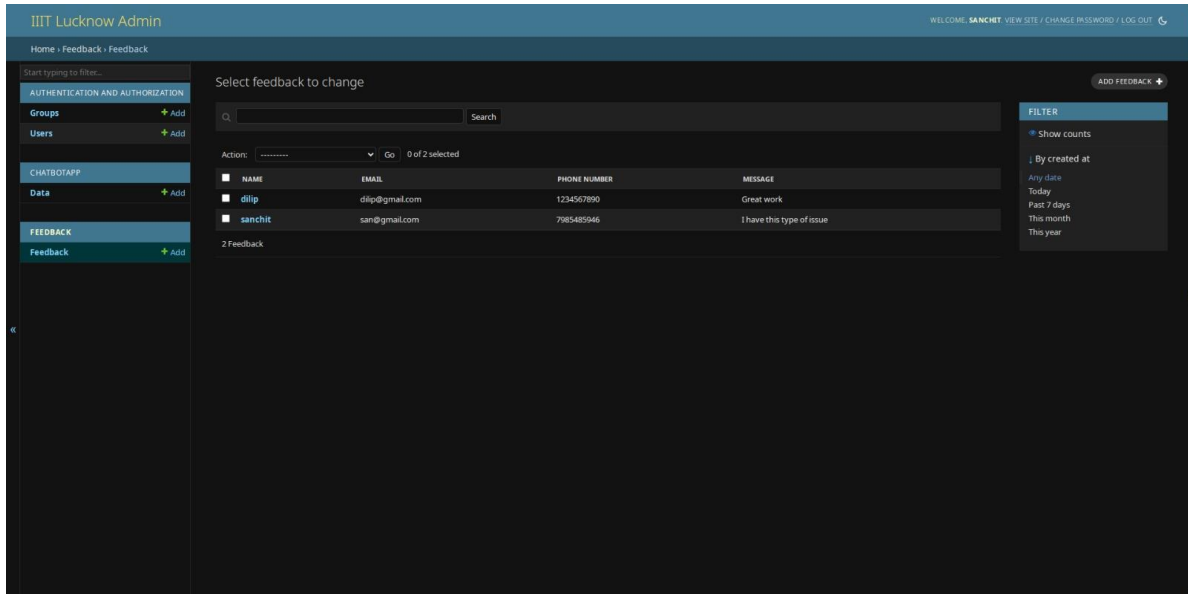 IIIT Lucknow Admin
WELCOME, SANCHIT. VIEW SITE / CHANGE PASSWORD / LOG OUT
Home › Feedback › Feedback
Start typing to filter...
AUTHENTICATION AND AUTHORIZATION
Groups + Add
Users + Add
CHATBOTAPP
Data + Add
FEEDBACK
Feedback + Add
«
Select feedback to change
ADD FEEDBACK +
Search
Action: --------- Go 0 of 2 selected
NAME EMAIL PHONE NUMBER MESSAGE
dilip dilip@gmail.com 1234567890 Great work
sanchit san@gmail.com 7985485946 I have this type of issue
2 Feedback
FILTER
Show counts
↓ By created at
Any date
Today
Past 7 days
This month
This year